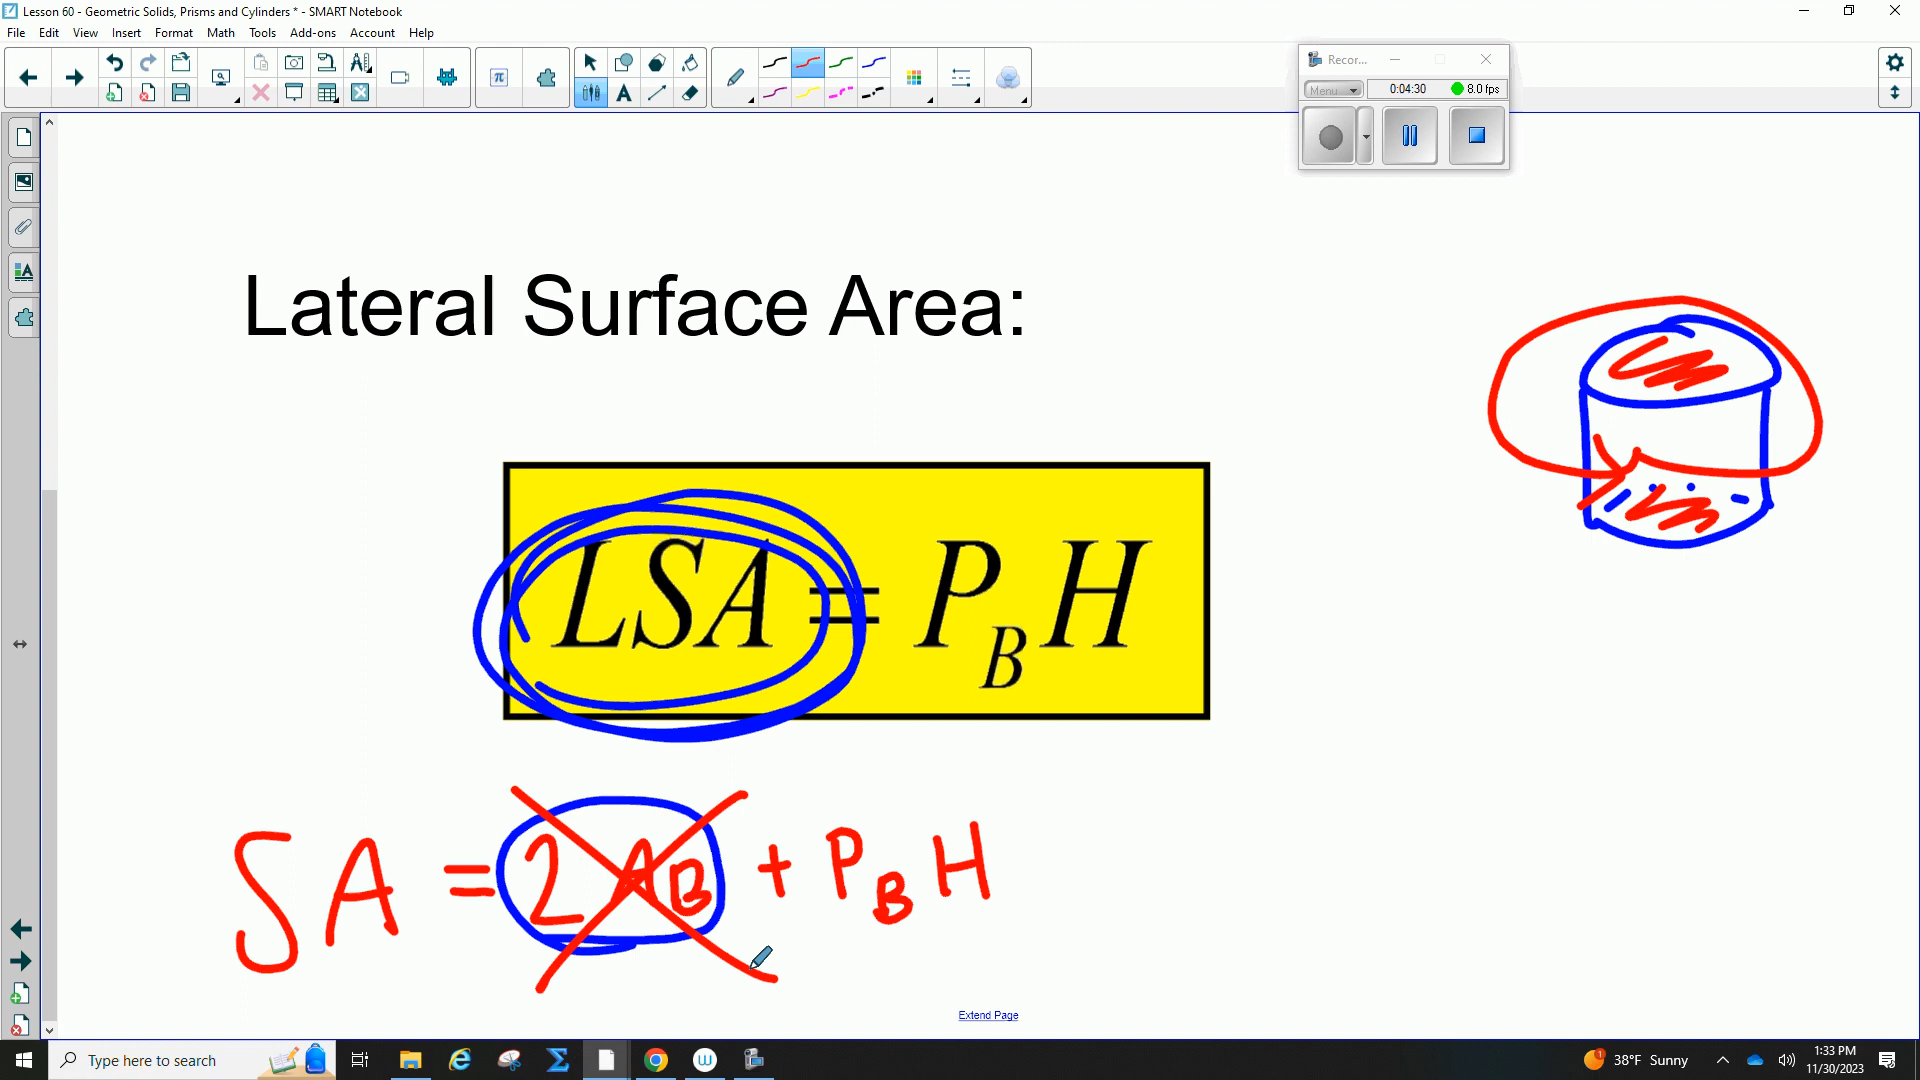 Lesson 60 - Geometric Solids, Prisms and Cylinders * - SMART Notebook
File Edit View Insert Format Math Tools Add-ons Account Help
Recor...
Menu 0:04:30 8.0 fps
Lateral Surface Area:
LSA = P_B H
SA = 2 A_B + P_B H
Extend Page
Type here to search
38°F Sunny
1:33 PM
11/30/2023